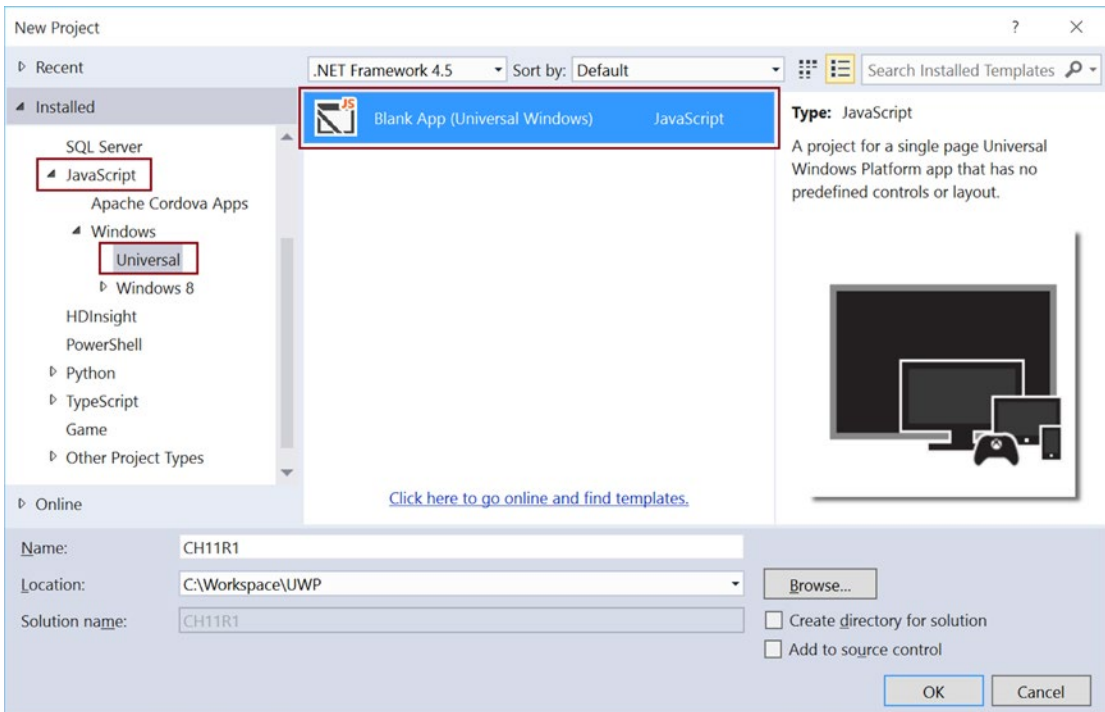 New Project
?
Recent
.NET Framework 4.5
Sort by: Default
Search Installed Templates
Installed
SQL Server
JavaScript
Apache Cordova Apps
Windows
Universal
Windows 8
HDInsight
PowerShell
Python
TypeScript
Game
Other Project Types
Online
JS
Blank App (Universal Windows) JavaScript
Click here to go online and find templates.
Type: JavaScript
A project for a single page Universal
Windows Platform app that has no
predefined controls or layout.
Name: CH11R1
Location: C:\Workspace\UWP
Browse...
Solution name: CH11R1
Create directory for solution
Add to source control
OK Cancel